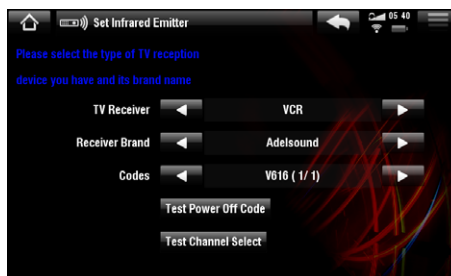 Set Infrared Emitter
05 40
Please select the type of TV reception
device you have and its brand name
TV Receiver VCR
Receiver Brand Adelsound
Codes V616 ( 1/ 1)
Test Power Off Code
Test Channel Select